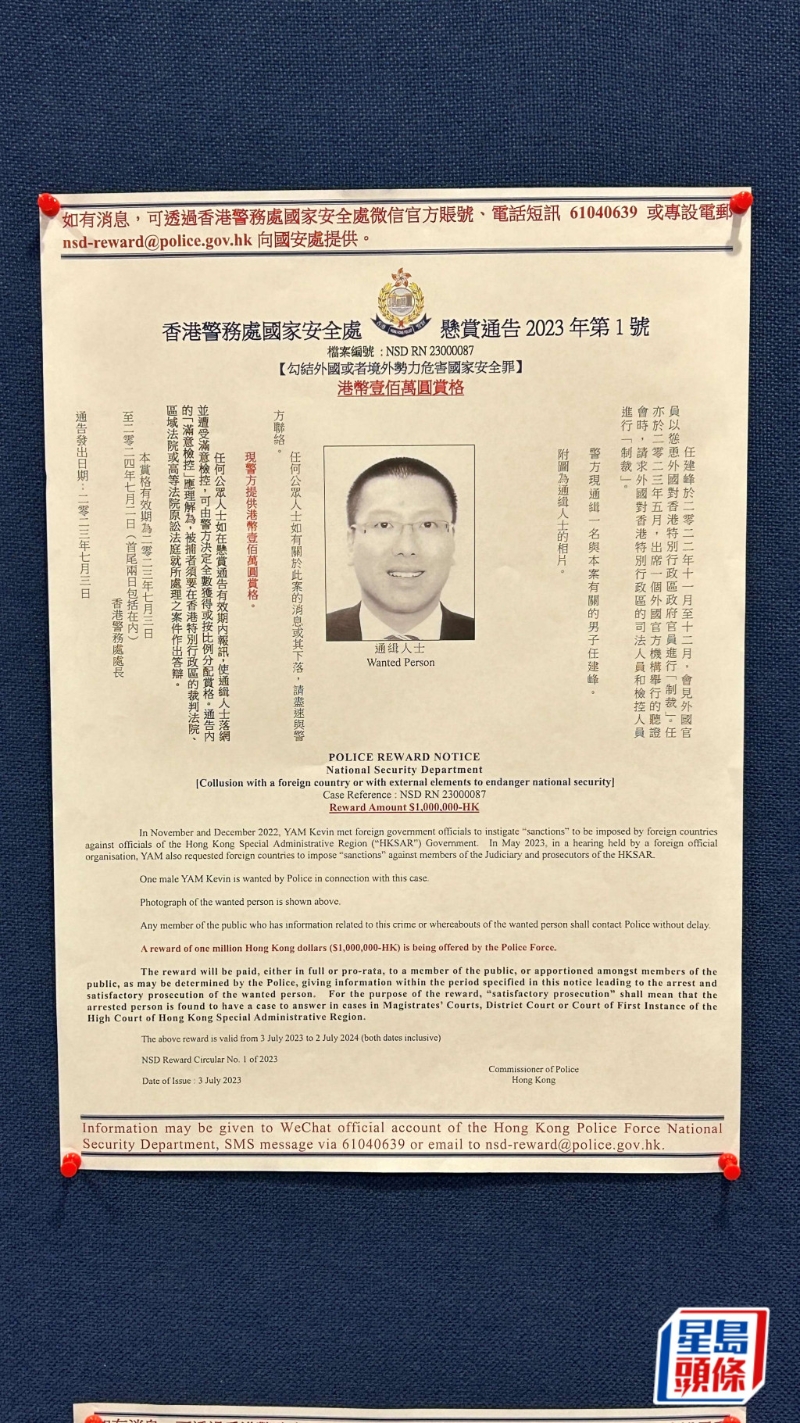 如有消息，可透過香港警務處國家安全處微信官方賬號、電話短訊 61040639 或專設電郵
nsd-reward@police.gov.hk 向國安處提供。
香港警務處國家安全處 懸賞通告 2023 年第 1 號
檔案編號 : NSD RN 23000087
【勾結外國或者境外勢力危害國家安全罪】
港幣壹佰萬圓賞格
任建峰於二○二二年十一月至十二月，會見外國官
員以慫恿外國對香港特別行政區政府官員進行「制裁」。任
亦於二○二三年五月，出席一個外國官方機構舉行的聽證
會時，請求外國對香港特別行政區的司法人員和檢控人員
進行「制裁」。
警方現通緝一名與本案有關的男子任建峰。
附圖為通緝人士的相片。
通緝人士
Wanted Person
任何公眾人士如有關於此案的消息或其下落，請盡速與警
方聯絡。
現警方提供港幣壹佰萬圓賞格。
任何公眾人士如在懸賞通告有效期內報訊，使通緝人士落網
並遭受滿意檢控，可由警方決定全數獲得或按比例分配賞格。通告內
的「滿意檢控」應理解為，被捕者須要在香港特別行政區的裁判法院、
區域法院或高等法院原訟法庭就所處理之案件作出答辯。
本賞格有效期為二○二三年七月三日
至二○二四年七月二日（首尾兩日包括在內）
香港警務處處長
通告發出日期：二○二三年七月三日
POLICE REWARD NOTICE
National Security Department
[Collusion with a foreign country or with external elements to endanger national security]
Case Reference : NSD RN 23000087
Reward Amount $1,000,000-HK
In November and December 2022, YAM Kevin met foreign government officials to instigate “sanctions” to be imposed by foreign countries
against officials of the Hong Kong Special Administrative Region (“HKSAR”) Government. In May 2023, in a hearing held by a foreign official
organisation, YAM also requested foreign countries to impose “sanctions” against members of the Judiciary and prosecutors of the HKSAR.
One male YAM Kevin is wanted by Police in connection with this case.
Photograph of the wanted person is shown above.
Any member of the public who has information related to this crime or whereabouts of the wanted person shall contact Police without delay.
A reward of one million Hong Kong dollars ($1,000,000-HK) is being offered by the Police Force.
The reward will be paid, either in full or pro-rata, to a member of the public, or apportioned amongst members of the
public, as may be determined by the Police, giving information within the period specified in this notice leading to the arrest and
satisfactory prosecution of the wanted person. For the purpose of the reward, “satisfactory prosecution” shall mean that the
arrested person is found to have a case to answer in cases in Magistrates' Courts, District Court or Court of First Instance of the
High Court of Hong Kong Special Administrative Region.
The above reward is valid from 3 July 2023 to 2 July 2024 (both dates inclusive)
NSD Reward Circular No. 1 of 2023
Commissioner of Police
Date of Issue : 3 July 2023
Hong Kong
Information may be given to WeChat official account of the Hong Kong Police Force National
Security Department, SMS message via 61040639 or email to nsd-reward@police.gov.hk.
星島
頭條